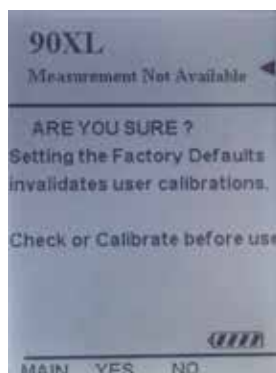 90XL
Measurement Not Available
ARE YOU SURE ?
Setting the Factory Defaults
invalidates user calibrations.
Check or Calibrate before use
MAIN YES NO